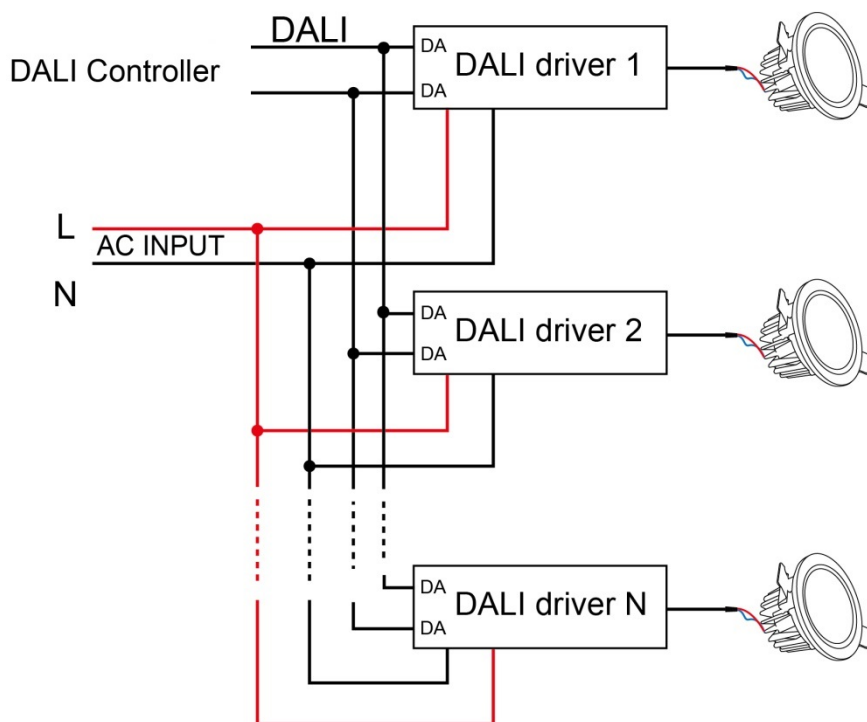 DALI
DALI Controller
DA
DA
DALI driver 1
L
AC INPUT
N
DA
DA
DALI driver 2
DA
DA
DALI driver N